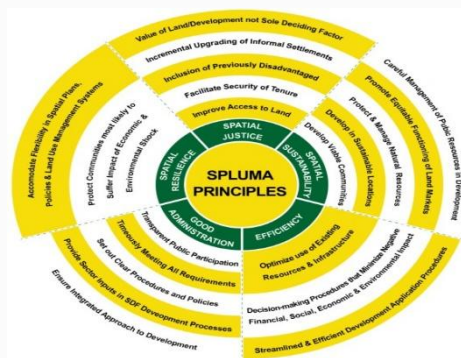 SPLUMA
PRINCIPLES
SPATIAL
JUSTICE
Value of Land/Development not Sole Deciding Factor
Incremental Upgrading of Informal Settlements
Inclusion of Previously Disadvantaged
Facilitate Security of Tenure
Improve Access to Land
SPATIAL
SUSTAINABILITY
Careful Management of Public Resources in Development
Promote Equitable Functioning of Land Markets
Protect & Manage Natural Resources
Develop in Sustainable Locations
Develop Viable Communities
EFFICIENCY
Optimize use of Existing
Resources & Infrastructure
Decision-making Procedures that Minimize Negative
Financial, Social, Economic & Environmental Impact
Streamlined & Efficient Development Application Procedures
GOOD
ADMINISTRATION
Timeously Meeting All Requirements
Transparent Public Participation
Set out Clear Procedures and Policies
Provide Sector Inputs in SDF Deveopment Processes
Ensure Integrated Approach to Development
SPATIAL
RESILIENCE
Accomodate Flexibility in Spatial Plans,
Policies & Land Use Management Systems
Protect Communities most likely to
Suffer Impact of Economic &
Environmental Shock